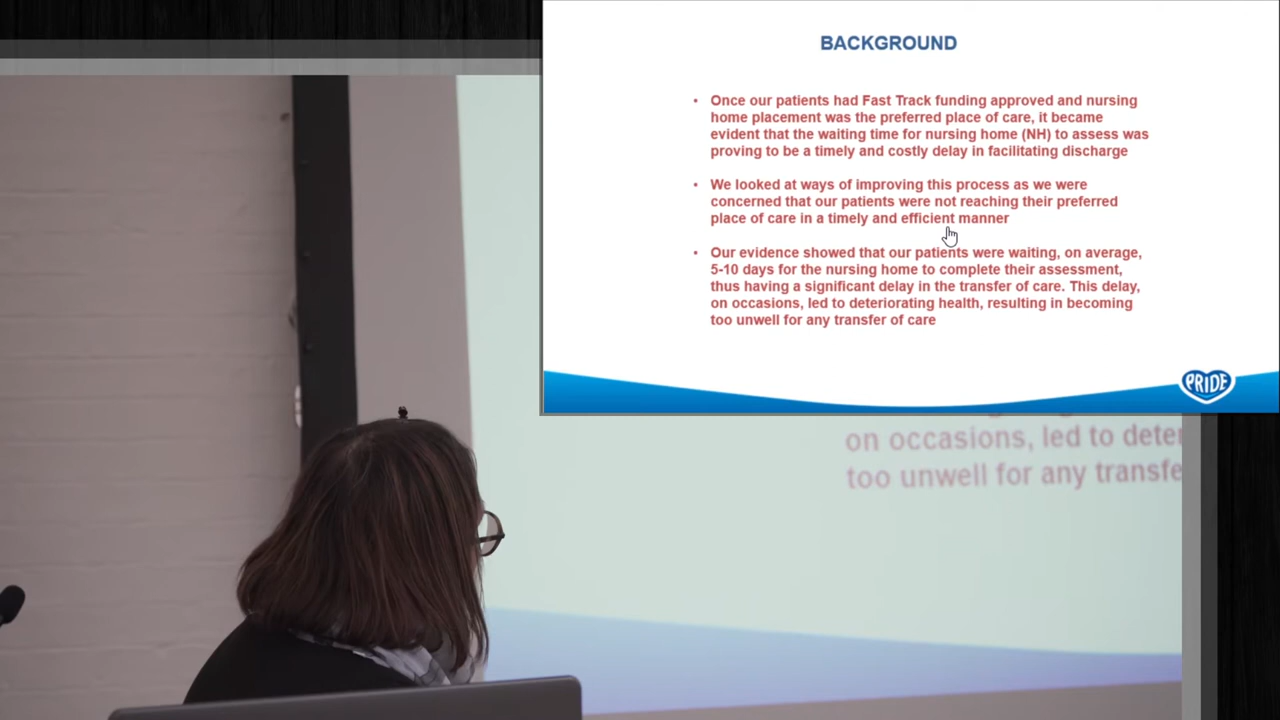 BACKGROUND
• Once our patients had Fast Track funding approved and nursing
home placement was the preferred place of care, it became
evident that the waiting time for nursing home (NH) to assess was
proving to be a timely and costly delay in facilitating discharge
• We looked at ways of improving this process as we were
concerned that our patients were not reaching their preferred
place of care in a timely and efficient manner
• Our evidence showed that our patients were waiting, on average,
5-10 days for the nursing home to complete their assessment,
thus having a significant delay in the transfer of care. This delay,
on occasions, led to deteriorating health, resulting in becoming
too unwell for any transfer of care
PRIDE
on occasions, led to deter
too unwell for any transfe